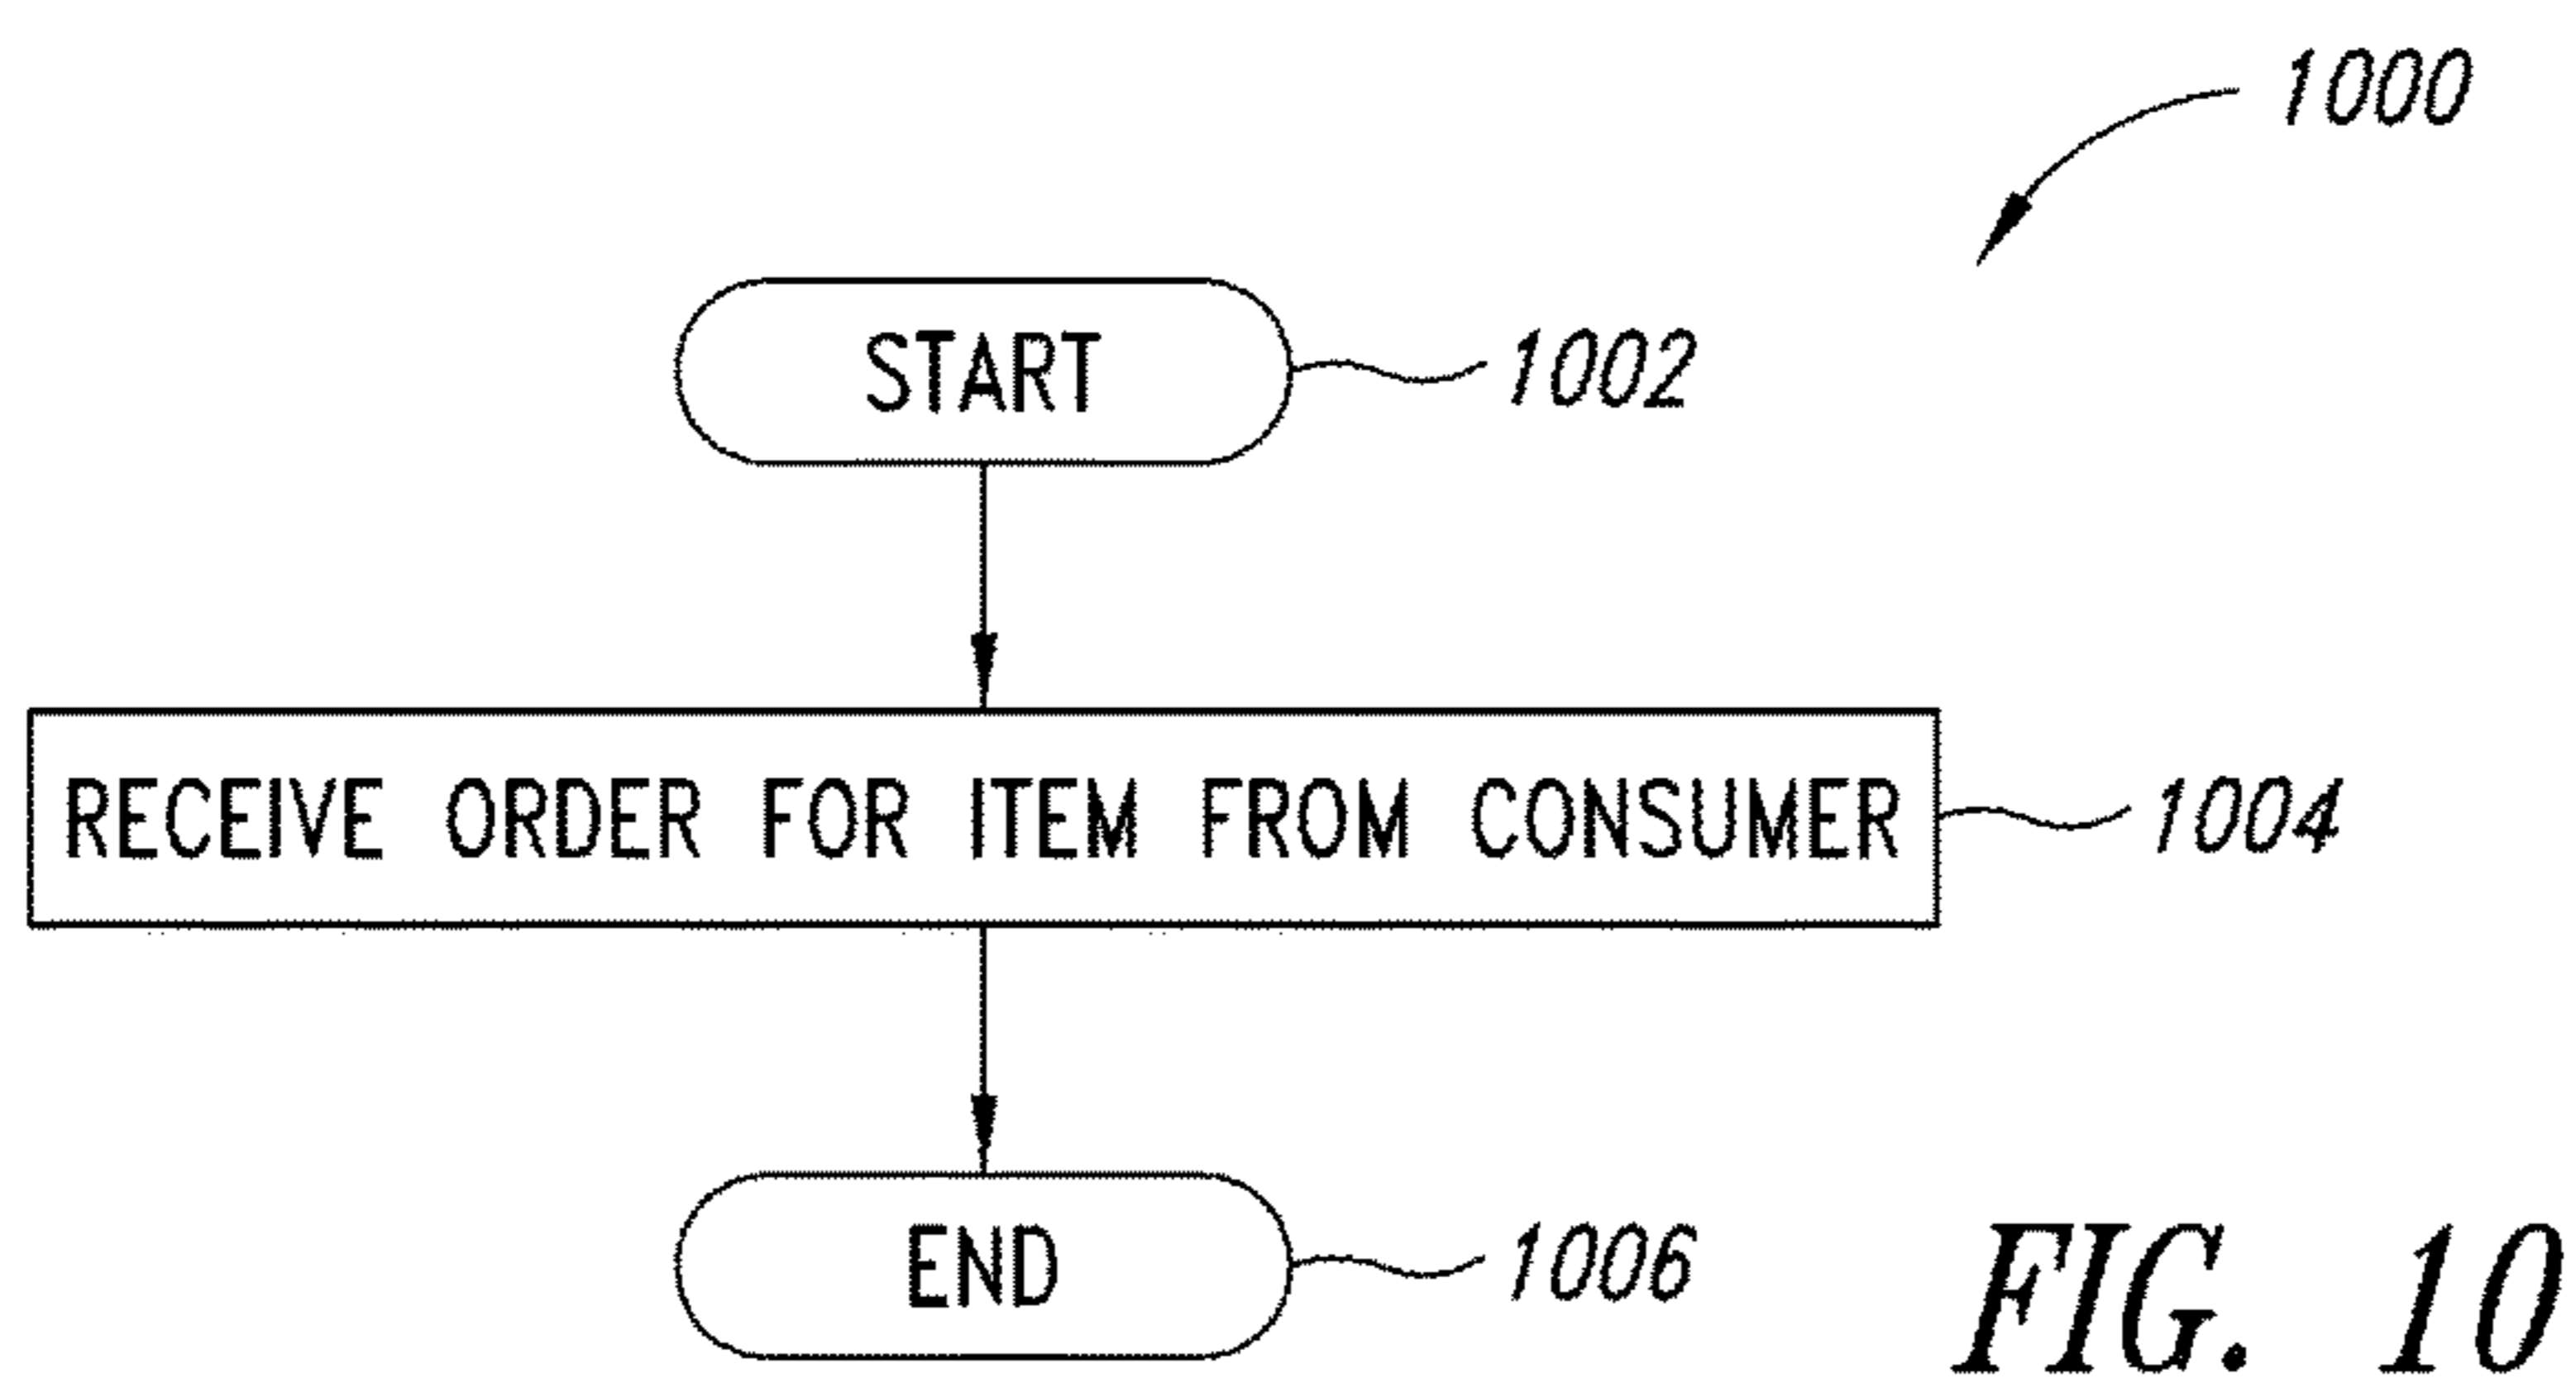 1000
START
1002
RECEIVE ORDER FOR ITEM FROM CONSUMER
1004
END
1006
FIG. 10